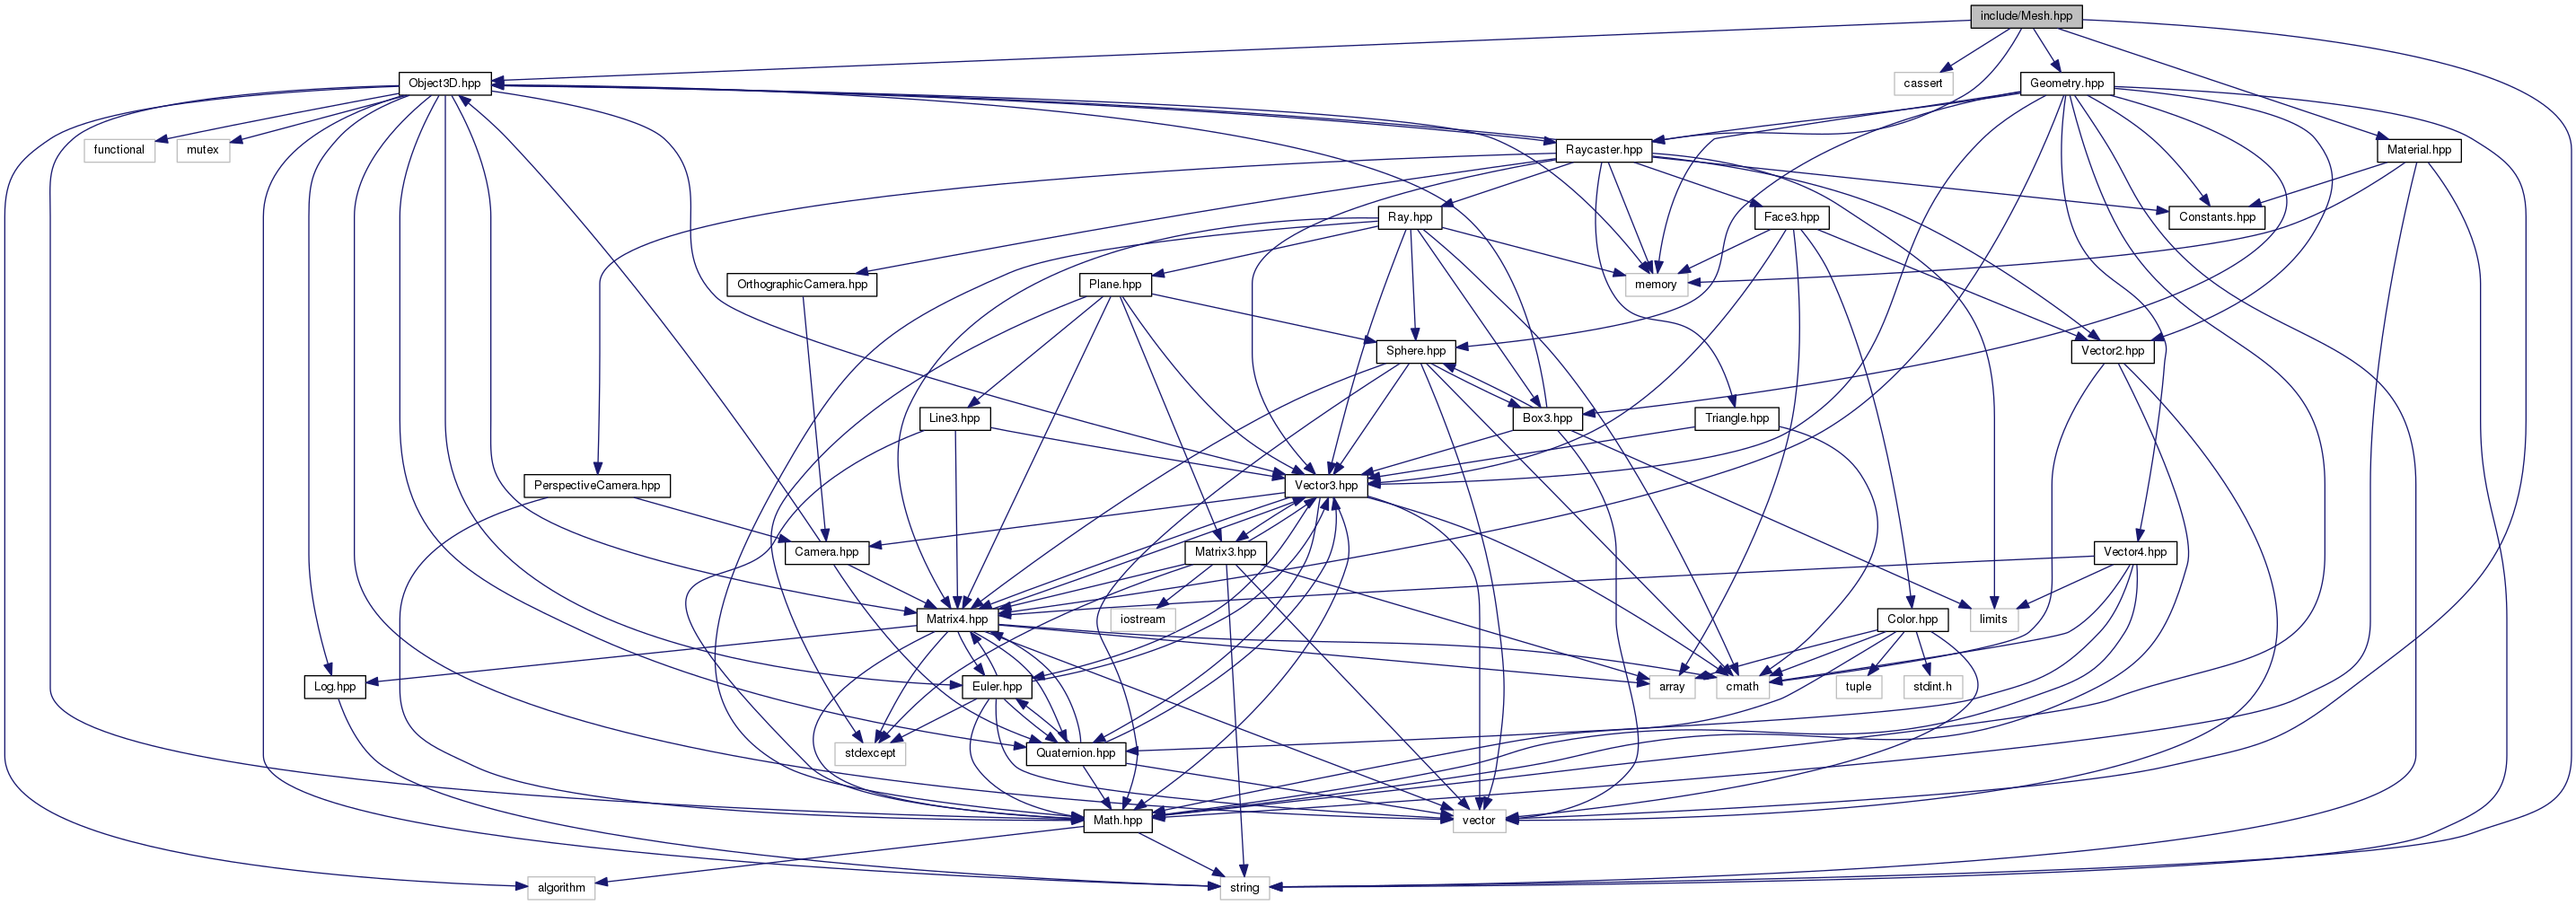 include/Mesh.hpp
Object3D.hpp
cassert
Geometry.hpp
functional
mutex
Raycaster.hpp
Material.hpp
Ray.hpp
Face3.hpp
Constants.hpp
OrthographicCamera.hpp
Plane.hpp
memory
Sphere.hpp
Vector2.hpp
Line3.hpp
Box3.hpp
Triangle.hpp
PerspectiveCamera.hpp
Vector3.hpp
Camera.hpp
Matrix3.hpp
Vector4.hpp
Matrix4.hpp
iostream
Color.hpp
limits
Log.hpp
Euler.hpp
array
cmath
tuple
stdint.h
stdexcept
Quaternion.hpp
Math.hpp
vector
algorithm
string